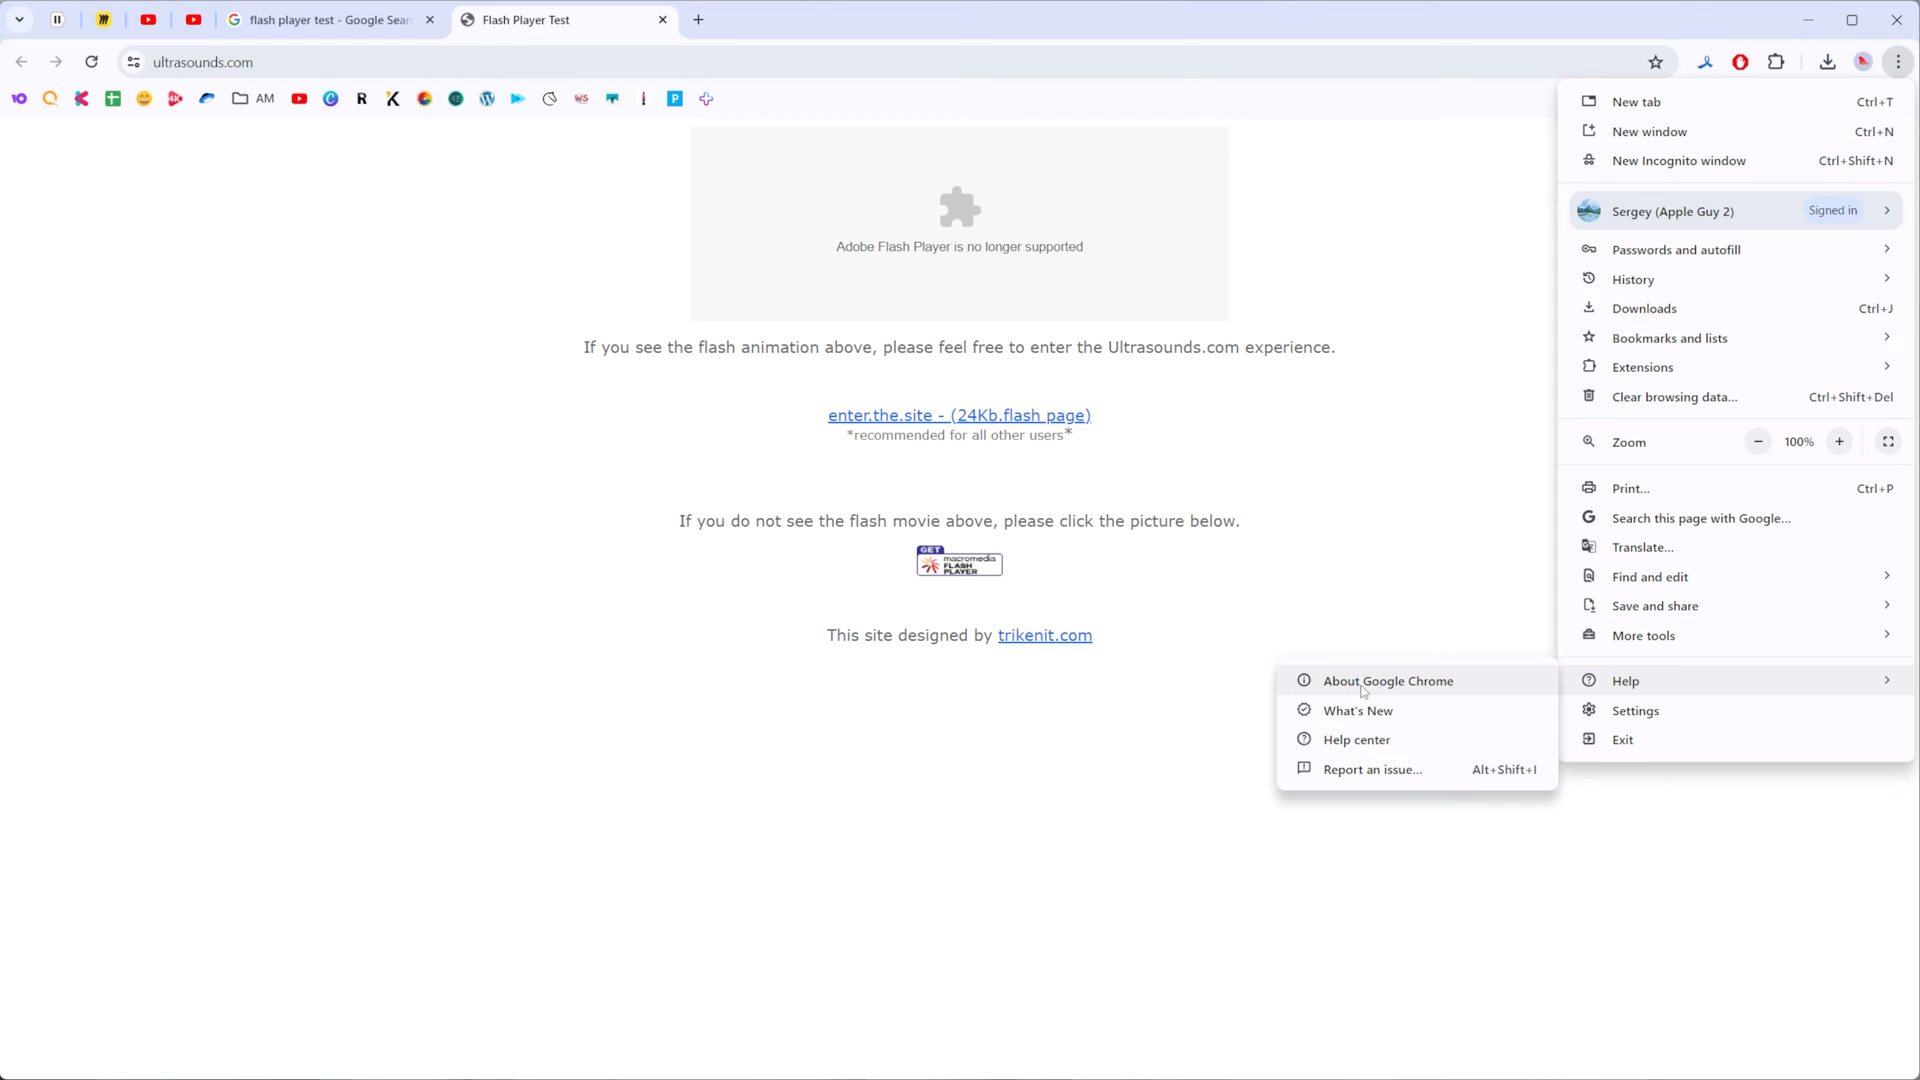 flash player test - Google Sear
Flash Player Test
ultrasounds.com
AM
Adobe Flash Player is no longer supported
If you see the flash animation above, please feel free to enter the Ultrasounds.com experience.
enter.the.site - (24Kb.flash page)
*recommended for all other users*
If you do not see the flash movie above, please click the picture below.
GET
macromedia
FLASH
PLAYER
This site designed by trikenit.com
New tab Ctrl+T
New window Ctrl+N
New Incognito window Ctrl+Shift+N
Sergey (Apple Guy 2) Signed in
Passwords and autofill
History
Downloads Ctrl+J
Bookmarks and lists
Extensions
Clear browsing data... Ctrl+Shift+Del
Zoom 100%
Print... Ctrl+P
Search this page with Google...
Translate...
Find and edit
Save and share
More tools
Help
Settings
Exit
About Google Chrome
What's New
Help center
Report an issue... Alt+Shift+I